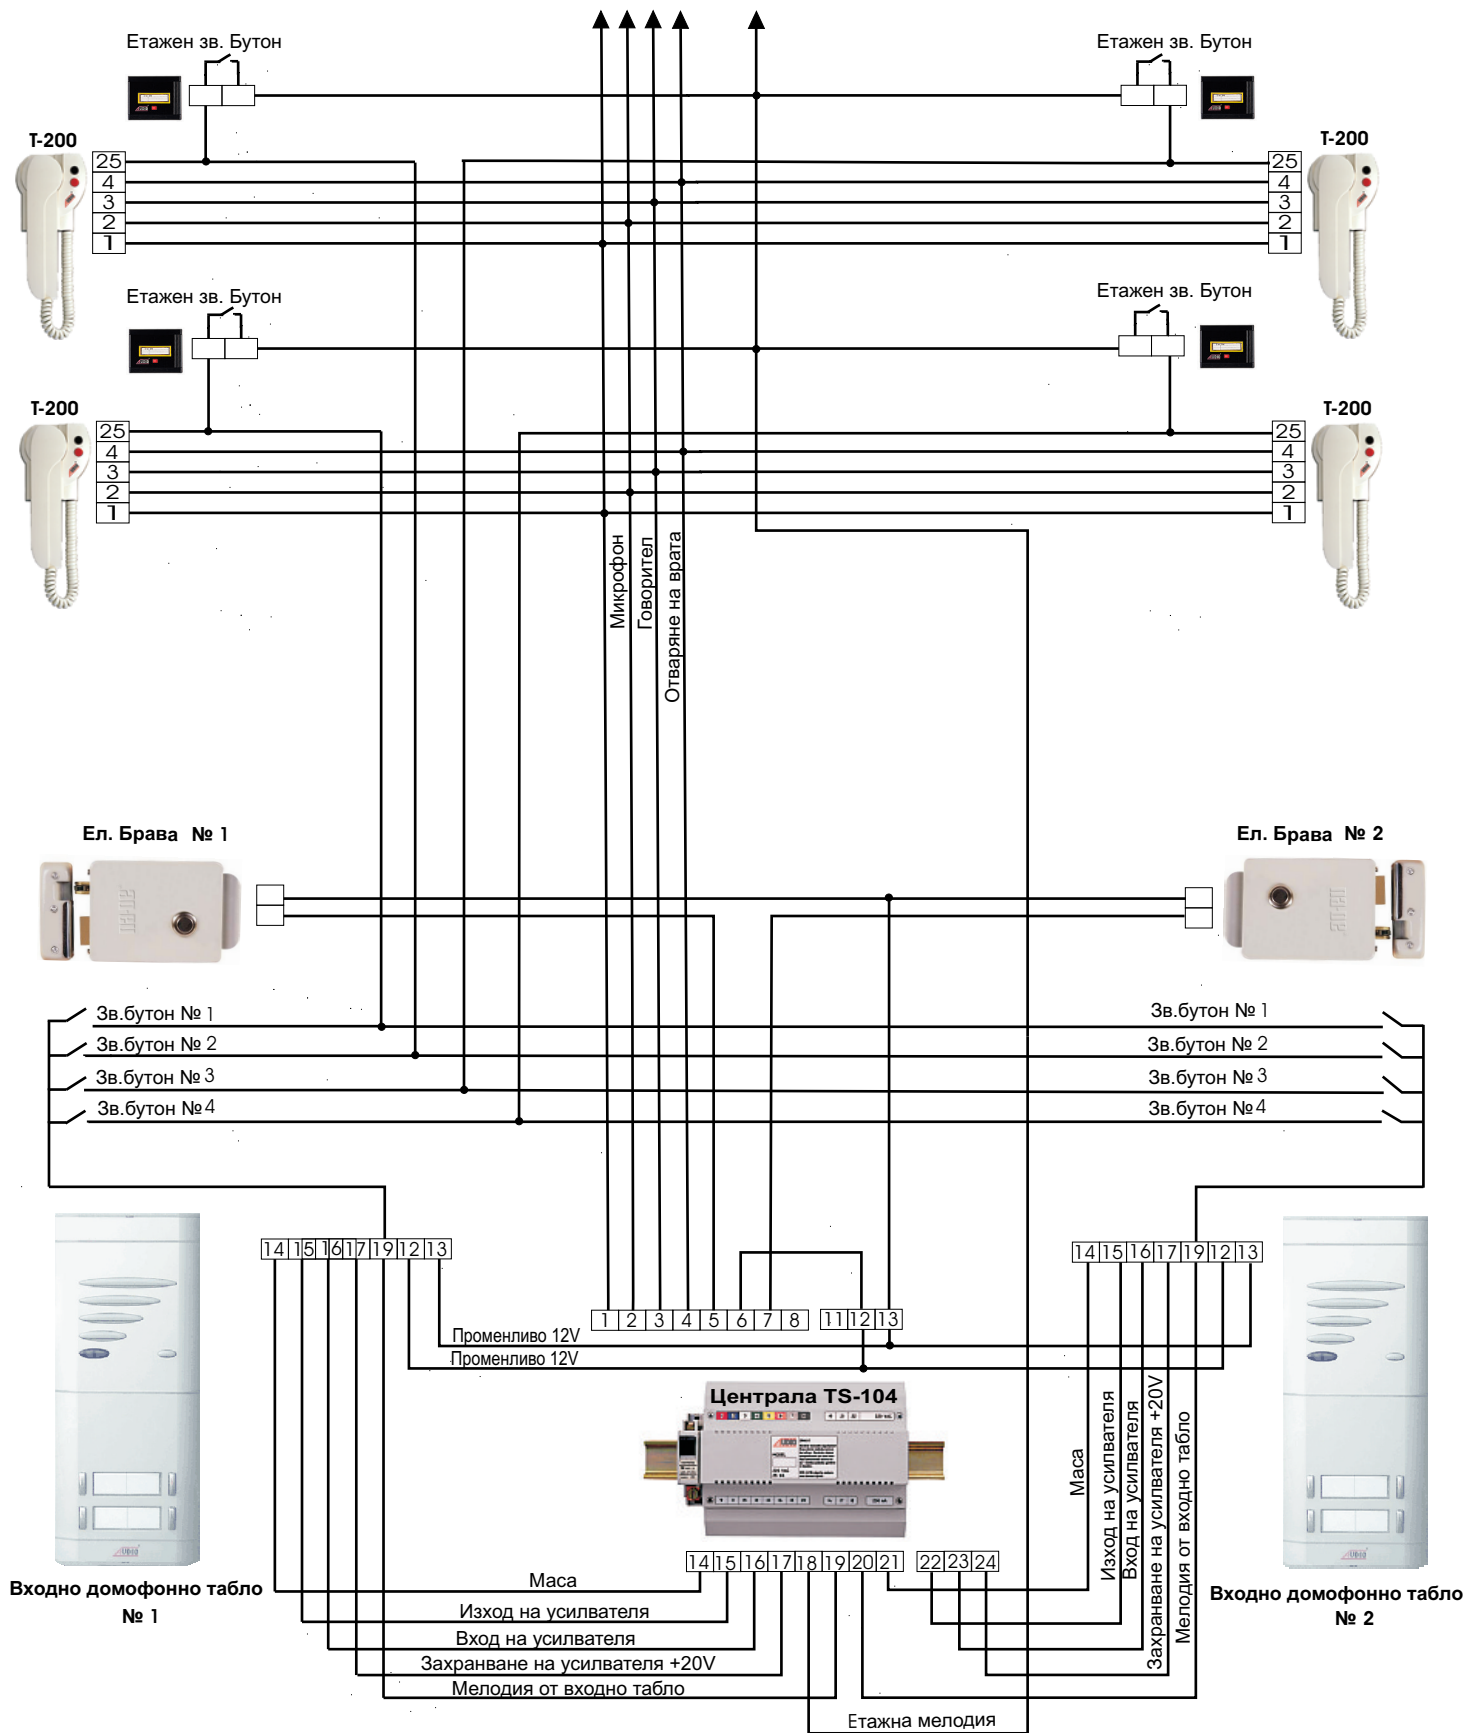 Етажен зв. Бутон
Етажен зв. Бутон
T-200
25
4
3
2
1
T-200
25
4
3
2
1
Етажен зв. Бутон
Етажен зв. Бутон
T-200
25
4
3
2
1
T-200
25
4
3
2
1
Микрофон
Говорител
Отваряне на врата
Ел. Брава № 1
Ел. Брава № 2
Зв.бутон № 1
Зв.бутон № 2
Зв.бутон № 3
Зв.бутон № 4
Зв.бутон № 1
Зв.бутон № 2
Зв.бутон № 3
Зв.бутон № 4
14 15 16 17 19 12 13
14 15 16 17 19 12 13
1 2 3 4 5 6 7 8
11 12 13
Променливо 12V
Променливо 12V
Централа TS-104
AUDIO
14 15 16 17 18 19 20 21
22 23 24
Маса
Изход на усилвателя
Вход на усилвателя
Захранване на усилвателя +20V
Мелодия от входно табло
Етажна мелодия
Маса
Изход на усилвателя
Вход на усилвателя
Захранване на усилвателя +20V
Мелодия от входно табло
AUDIO
Входно домофонно табло
№ 1
AUDIO
Входно домофонно табло
№ 2